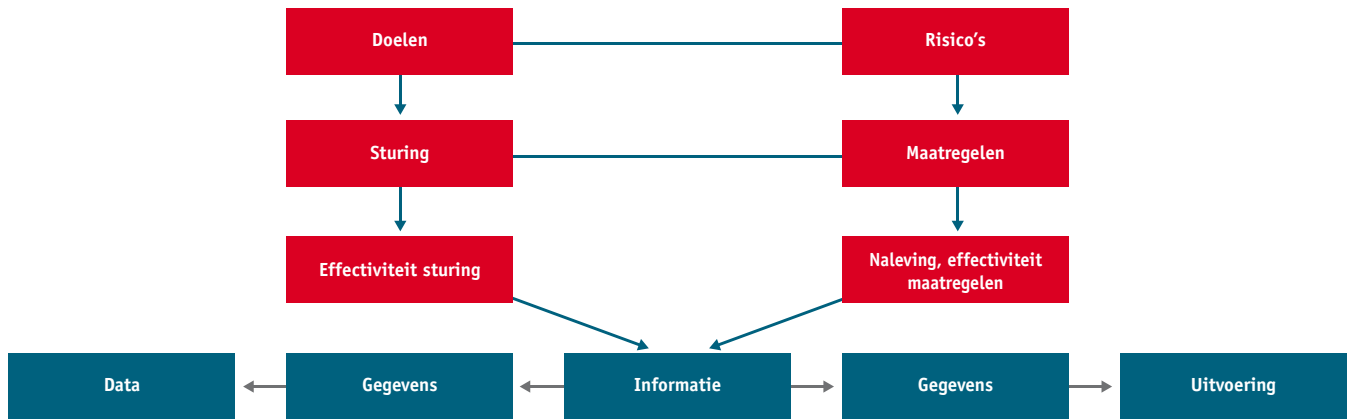 Doelen
Risico’s
Sturing
Maatregelen
Effectiviteit sturing
Naleving, effectiviteit
maatregelen
Data
Gegevens
Informatie
Gegevens
Uitvoering